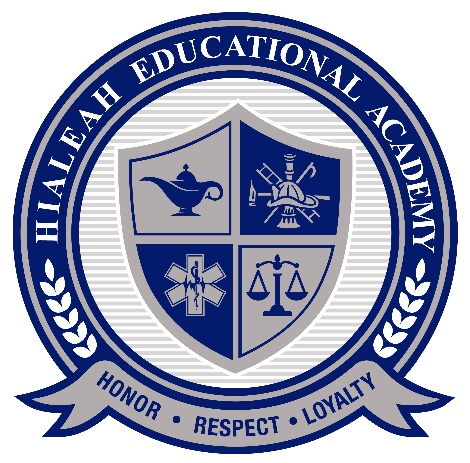 HIALEAH EDUCATIONAL ACADEMY
HONOR • RESPECT • LOYALTY